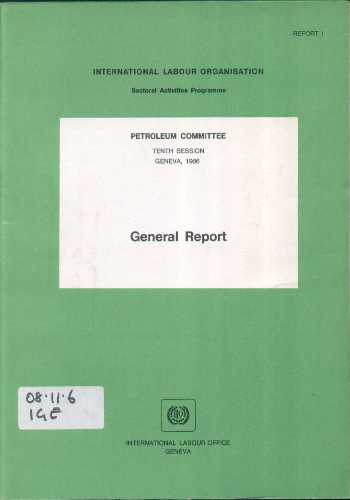 REPORT I
INTERNATIONAL LABOUR ORGANISATION
Sectoral Activities Programme
PETROLEUM COMMITTEE
TENTH SESSION
GENEVA, 1986
General Report
08.11.6
IGE
INTERNATIONAL LABOUR OFFICE
GENEVA